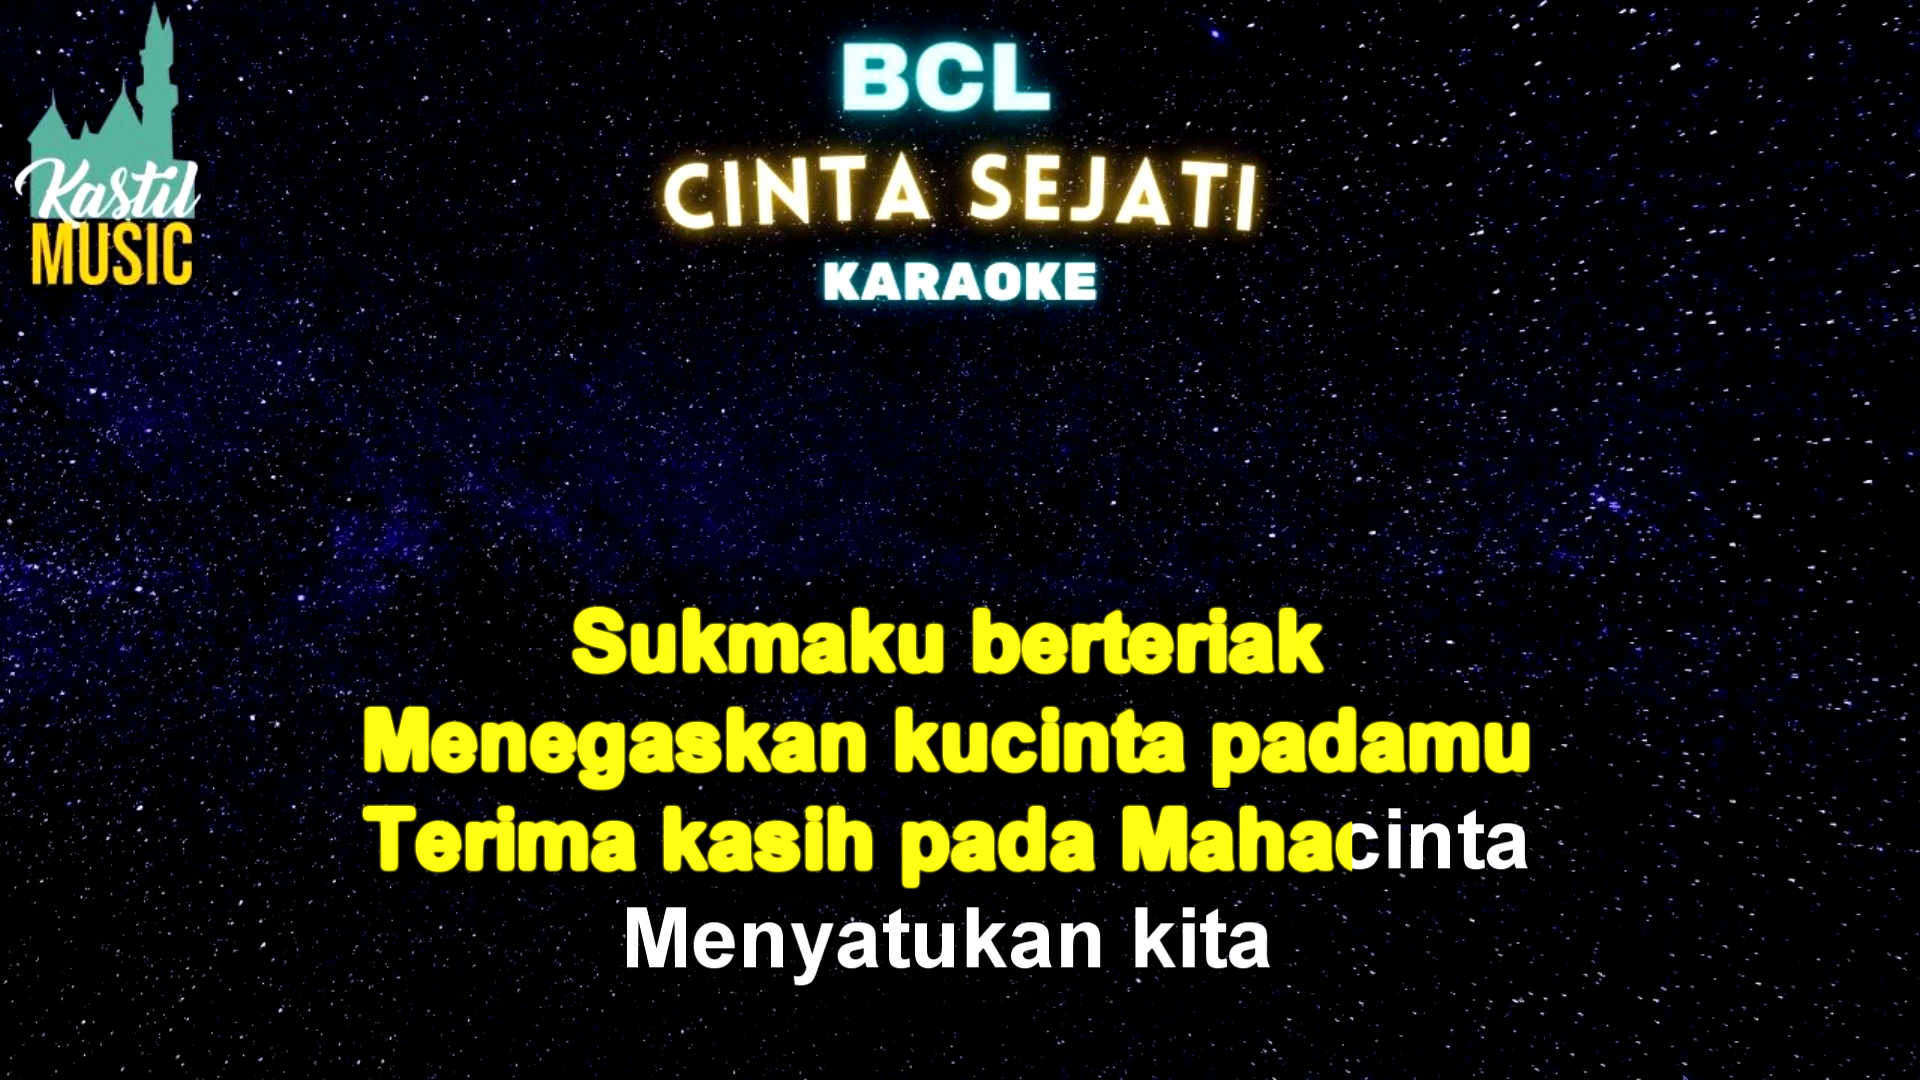 BCL
CINTA SEJATI
KARAOKE
Kastil
MUSIC
Sukmaku berteriak
Menegaskan kucinta padamu
Terima kasih pada Mahacinta
Menyatukan kita